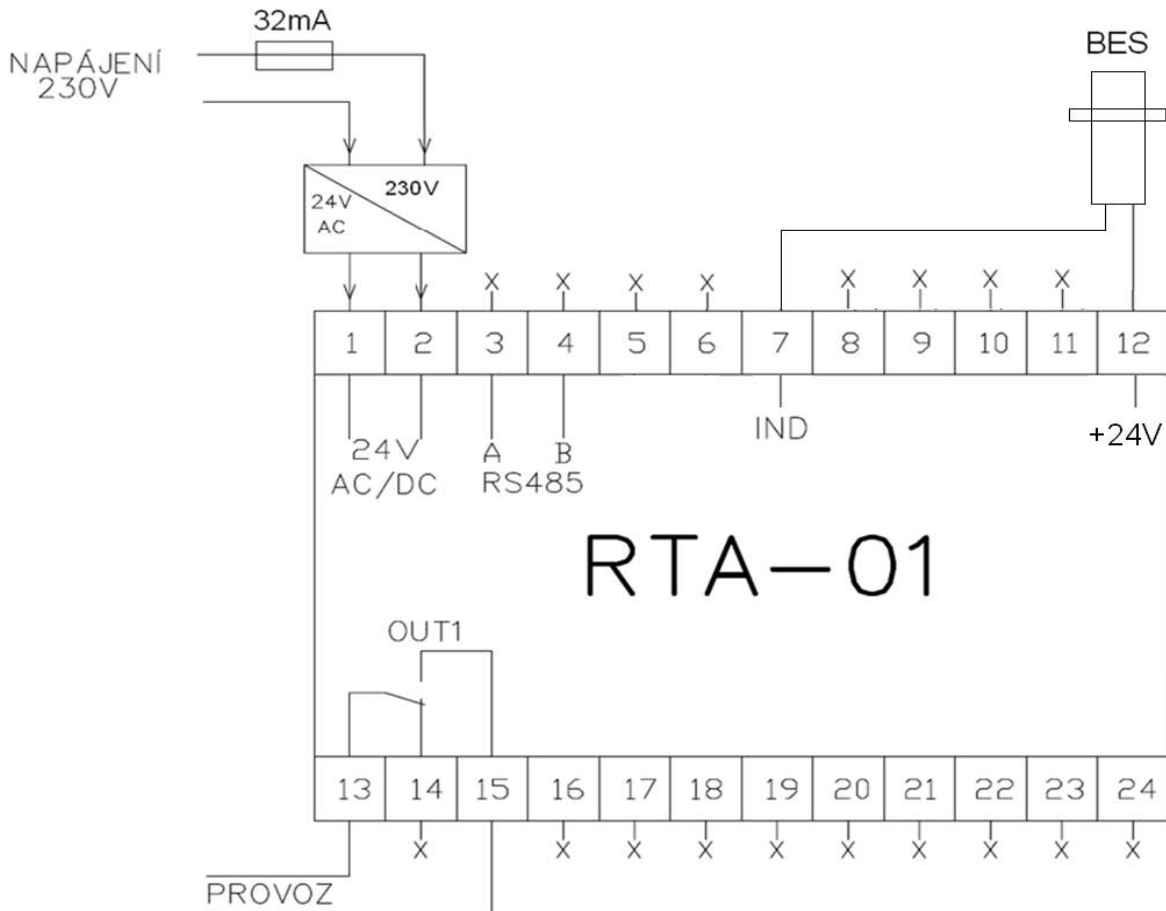 32mA
NAPÁJENÍ
230V
BES
230V
24V
AC
X X X X X X X X
1 2 3 4 5 6 7 8 9 10 11 12
IND
+24V
24V A B
AC/DC RS485
RTA-01
OUT1
13 14 15 16 17 18 19 20 21 22 23 24
X X X X X X X X X X
PROVOZ